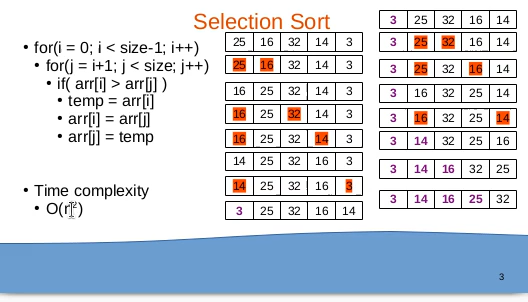 Selection Sort
for(i = 0; i < size-1; i++)
for(j = i+1; j < size; j++)
if( arr[i] > arr[j] )
temp = arr[i]
arr[i] = arr[j]
arr[j] = temp
Time complexity
25 16 32 14 3
25 16 32 14 3
16 25 32 14 3
16 25 32 14 3
16 25 32 14 3
14 25 32 16 3
14 25 32 16 3
3 25 32 16 14
3 25 32 16 14
3 25 32 16 14
3 25 32 16 14
3 16 32 25 14
3 16 32 25 14
3 14 32 25 16
3 14 16 32 25
3 14 16 25 32
3